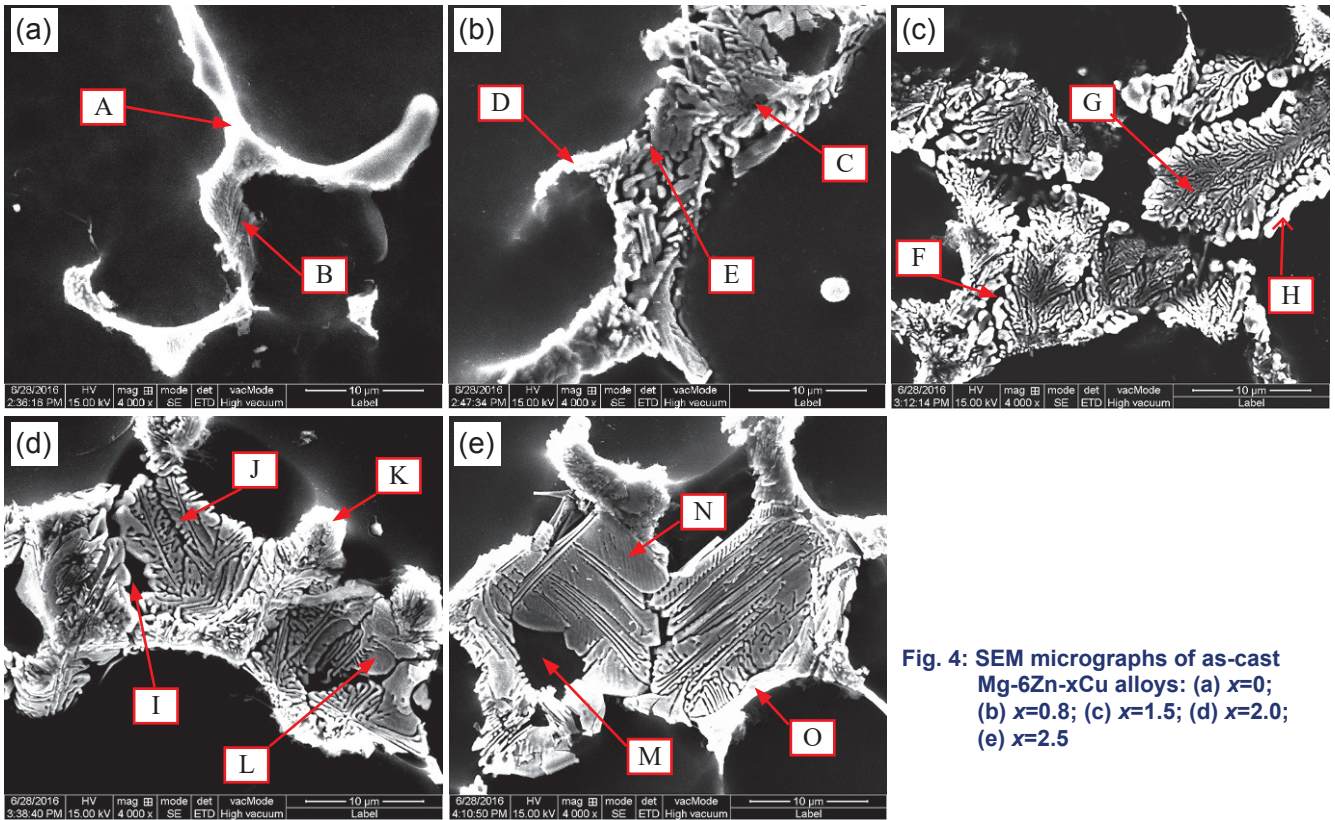 (a)
A
B
6/28/2016 HV mag ⊞ mode det vacMode 10 µm
2:36:16 PM 15.00 kV 4 000 x SE ETD High vacuum Label
(b)
D
C
E
6/28/2016 HV mag ⊞ mode det vacMode 10 µm
2:47:34 PM 15.00 kV 4 000 x SE ETD High vacuum Label
(c)
G
F
H
6/28/2016 HV mag ⊞ mode det vacMode 10 µm
3:12:14 PM 15.00 kV 4 000 x SE ETD High vacuum Label
(d)
J
K
I
L
6/28/2016 HV mag ⊞ mode det vacMode 10 µm
3:38:40 PM 15.00 kV 4 000 x SE ETD High vacuum Label
(e)
N
M
O
6/28/2016 HV mag ⊞ mode det vacMode 10 µm
4:10:50 PM 15.00 kV 4 000 x SE ETD High vacuum Label
Fig. 4: SEM micrographs of as-cast
Mg-6Zn-xCu alloys: (a) x=0;
(b) x=0.8; (c) x=1.5; (d) x=2.0;
(e) x=2.5